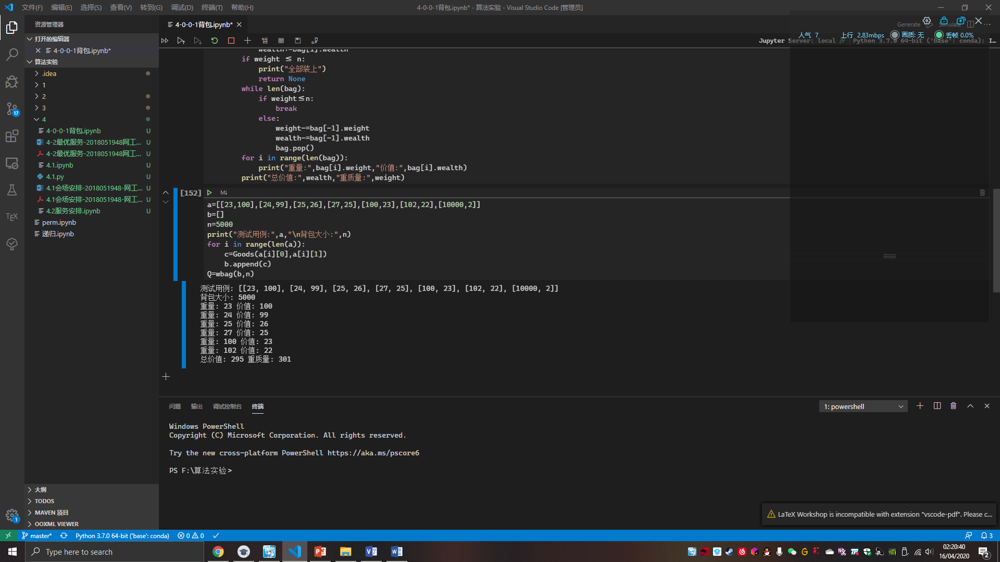 文件(F) 编辑(E) 选择(S) 查看(V) 转到(G) 调试(D) 终端(T) 帮助(H)
4-0-0-1背包.ipynb* - 算法实验 - Visual Studio Code [管理员]
资源管理器
打开的编辑器
4-0-0-1背包.ipynb*
算法实验
.idea
1
2
3
4
4-0-0-1背包.ipynb U
4-2最优服务-2018051948网工... U
4-2最优服务-2018051948网工... U
4.1.ipynb U
4.1.py U
4.1会场安排-2018051948-网工... U
4.1会场安排-2018051948-网工... U
4.2服务安排.ipynb U
perm.ipynb
递归.ipynb
17
TEX
1
大纲
TODOS
MAVEN 项目
OOXML VIEWER
4-0-0-1背包.ipynb*
Generate Simulate ...
人气 7 上行 2.83mbps 画质: 无 丢帧 0.0%
Jupyter Server: local Python 3.7.0 64-bit ('base': conda): I...
wealth+=bag[i].wealth
if weight ≤ n:
print("全部装上")
return None
while len(bag):
if weight≤n:
break
else:
weight-=bag[-1].weight
wealth-=bag[-1].wealth
bag.pop()
for i in range(len(bag)):
print("重量:",bag[i].weight,"价值:",bag[i].wealth)
print("总价值:",wealth,"重质量:",weight)
[152] M↓
a=[[23,100],[24,99],[25,26],[27,25],[100,23],[102,22],[10000,2]]
b=[]
n=5000
print("测试用例:",a,"\n背包大小:",n)
for i in range(len(a)):
c=Goods(a[i][0],a[i][1])
b.append(c)
Q=wbag(b,n)
测试用例: [[23, 100], [24, 99], [25, 26], [27, 25], [100, 23], [102, 22], [10000, 2]]
背包大小: 5000
重量: 23 价值: 100
重量: 24 价值: 99
重量: 25 价值: 26
重量: 27 价值: 25
重量: 100 价值: 23
重量: 102 价值: 22
总价值: 295 重质量: 301
问题 输出 调试控制台 终端
1: powershell
Windows PowerShell
Copyright (C) Microsoft Corporation. All rights reserved.
Try the new cross-platform PowerShell https://aka.ms/pscore6
PS F:\算法实验>
LaTeX Workshop is incompatible with extension "vscode-pdf". Please c...
master* Python 3.7.0 64-bit ('base': conda) 0 0
3
Type here to search
02:20:40
16/04/2020
2